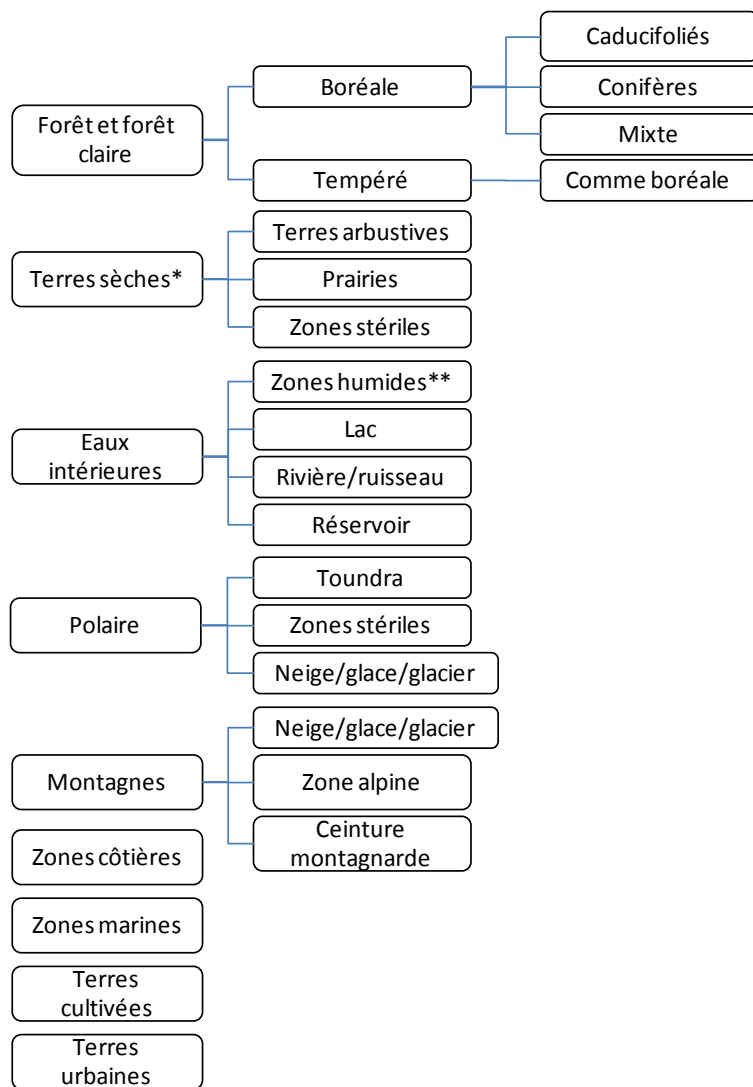 Forêt et forêt
claire
Boréale
Caducifoliés
Conifères
Mixte
Tempéré
Comme boréale
Terres sèches*
Terres arbustives
Prairies
Zones stériles
Eaux
intérieures
Zones humides**
Lac
Rivière/ruisseau
Réservoir
Polaire
Toundra
Zones stériles
Neige/glace/glacier
Montagnes
Neige/glace/glacier
Zone alpine
Ceinture
montagnarde
Zones côtières
Zones marines
Terres
cultivées
Terres
urbaines